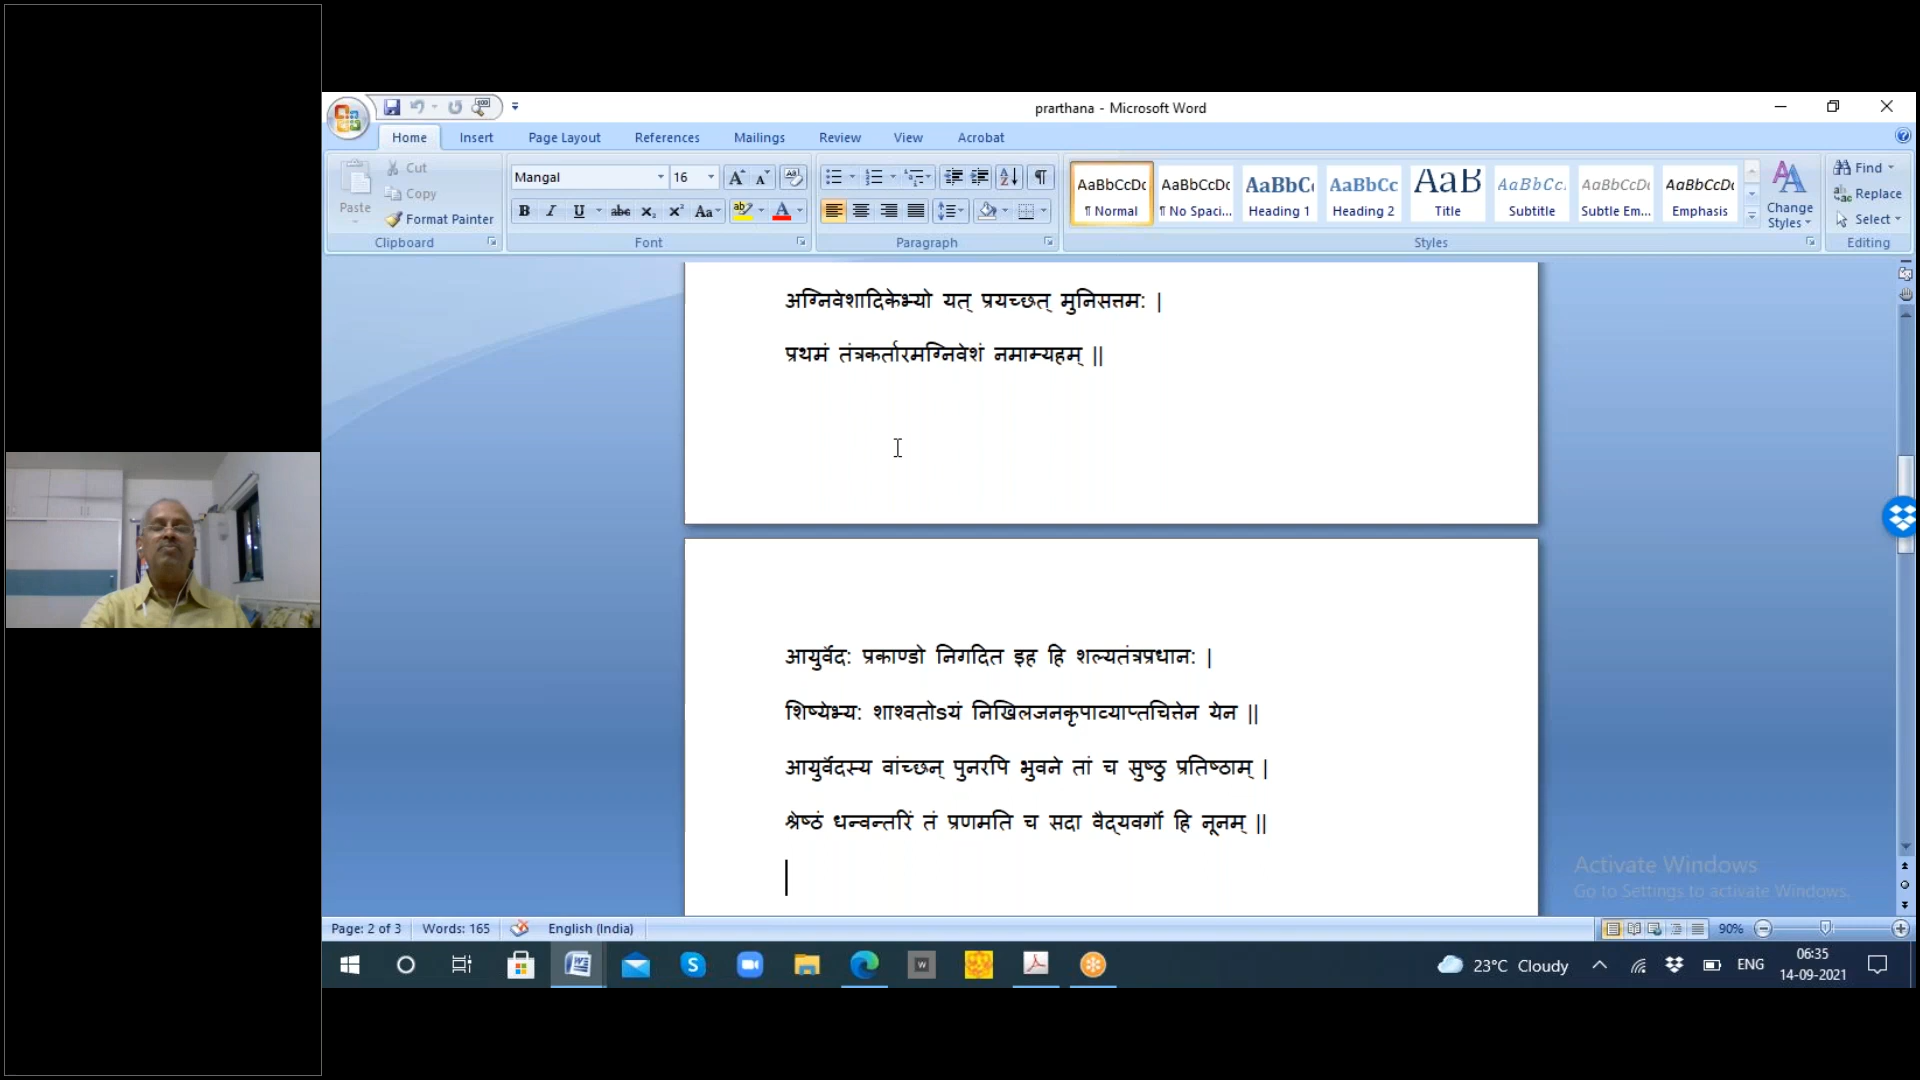 prarthana - Microsoft Word
Home Insert Page Layout References Mailings Review View Acrobat
Paste
Cut
Copy
Format Painter
Clipboard
Mangal 16
Font
Paragraph
AaBbCcDc AaBbCcDc AaBbCc AaBbCc AaB AaBbCc. AaBbCcDc AaBbCcDc
¶ Normal ¶ No Spaci... Heading 1 Heading 2 Title Subtitle Subtle Em... Emphasis
Styles
Change Styles
Find
Replace
Select
Editing
अग्निवेशादिकेभ्यो यत् प्रयच्छत् मुनिसत्तम: |
प्रथमं तंत्रकर्तारमग्निवेशं नमाम्यहम् ||
आयुर्वेद: प्रकाण्डो निगदित इह हि शल्यतंत्रप्रधान: |
शिष्येभ्य: शाश्वतोऽयं निखिलजनकृपाव्याप्तचित्तेन येन ||
आयुर्वेदस्य वांच्छन् पुनरपि भुवने तां च सुष्ठु प्रतिष्ठाम् |
श्रेष्ठं धन्वन्तरिं तं प्रणमति च सदा वैद्यवर्गो हि नूनम् ||
Activate Windows
Go to Settings to activate Windows.
Page: 2 of 3 Words: 165 English (India) 90%
23°C Cloudy ENG 06:35
14-09-2021